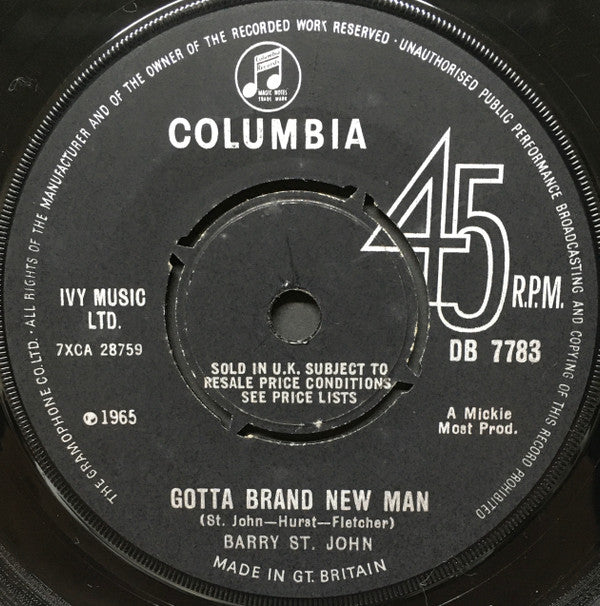 THE GRAMOPHONE CO.LTD. · ALL RIGHTS OF THE MANUFACTURER AND OF THE OWNER OF THE RECORDED WORK RESERVED · UNAUTHORISED PUBLIC PERFORMANCE BROADCASTING AND COPYING OF THIS RECORD PROHIBITED
Columbia
Records
MAGIC NOTES
TRADE MARK
COLUMBIA
45
R.P.M.
IVY MUSIC
LTD.
7XCA 28759
DB 7783
SOLD IN U.K. SUBJECT TO
RESALE PRICE CONDITIONS
SEE PRICE LISTS
℗ 1965
A Mickie
Most Prod.
GOTTA BRAND NEW MAN
(St. John—Hurst—Fletcher)
BARRY ST. JOHN
MADE IN GT. BRITAIN